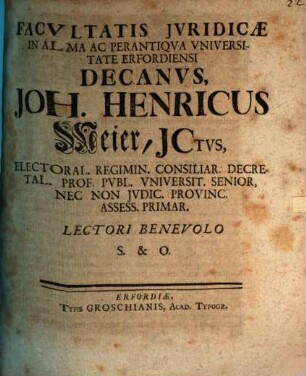 FACVLTATIS JVRIDICÆ
IN ALMA AC PERANTIQVA VNIVERSI-
TATE ERFORDIENSI
DECANVS,
JOH. HENRICUS
Meier, JCTVS,
ELECTORAL. REGIMIN. CONSILIAR. DECRE-
TAL. PROF. PVBL. VNIVERSIT. SENIOR,
NEC NON JVDIC. PROVINC.
ASSESS. PRIMAR.
LECTORI BENEVOLO
S. & O.
ERFORDIÆ,
TYPIS GROSCHIANIS, ACAD. TYPOGR.